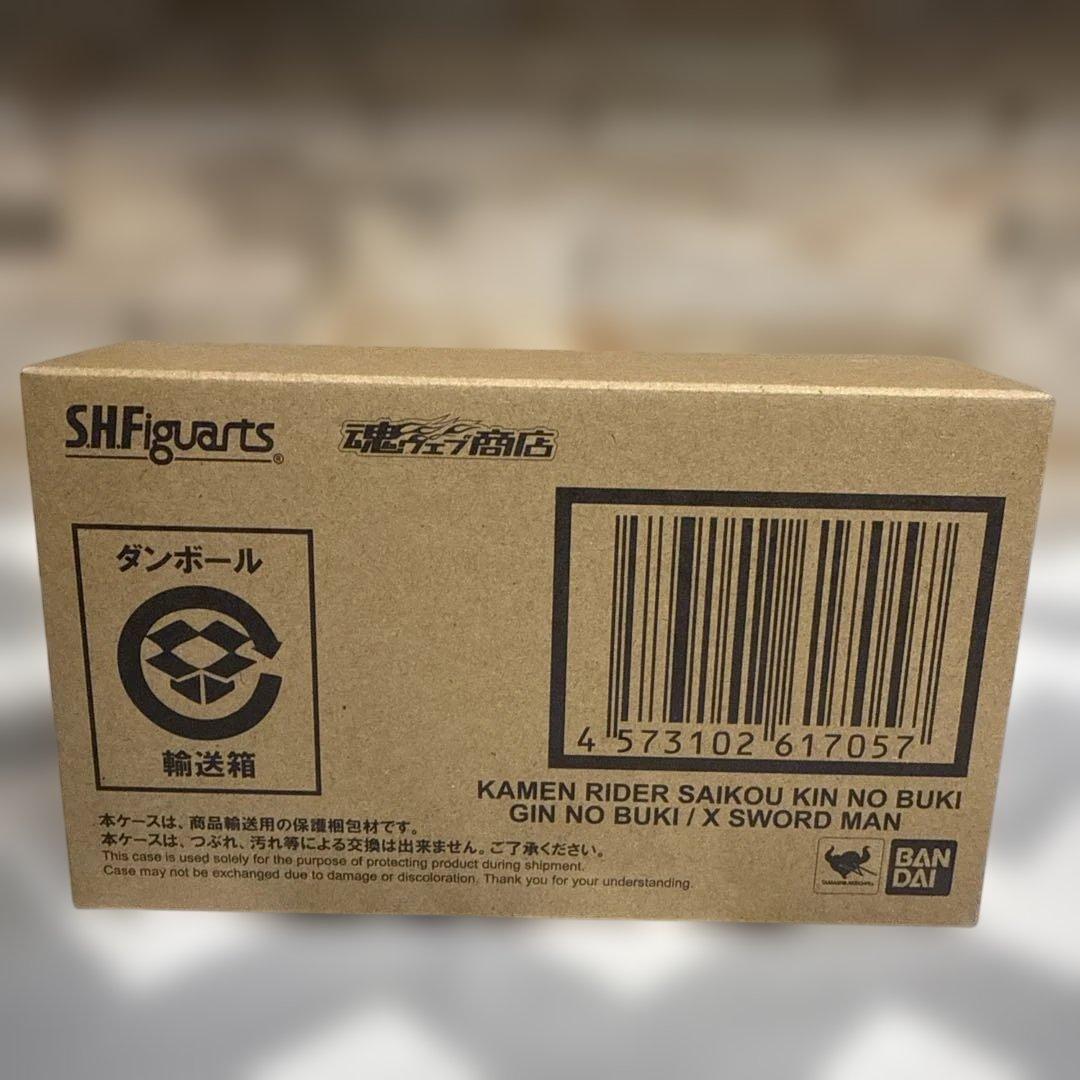 S.H.Figuarts®
魂ウェブ商店
ダンボール
輸送箱
4 573102 617057
KAMEN RIDER SAIKOU KIN NO BUKI
GIN NO BUKI / X SWORD MAN
本ケースは、商品輸送用の保護梱包材です。
本ケースは、つぶれ、汚れ等による交換は出来ません。ご了承ください。
This case is used solely for the purpose of protecting product during shipment.
Case may not be exchanged due to damage or discoloration. Thank you for your understanding.
TAMASHII NATIONS
BAN
DAI